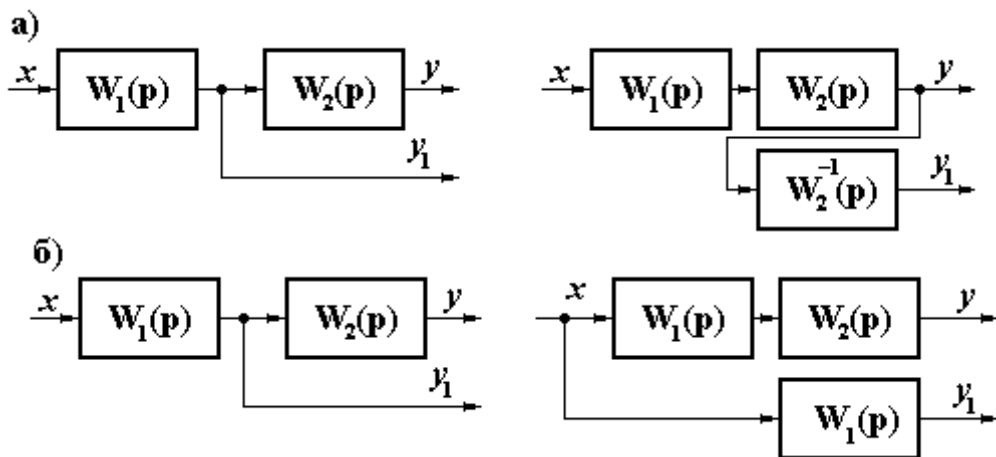 а)
x W₁(p) W₂(p) y
y₁
x W₁(p) W₂(p) y
W₂⁻¹(p) y₁
б)
x W₁(p) W₂(p) y
y₁
x W₁(p) W₂(p) y
W₁(p) y₁